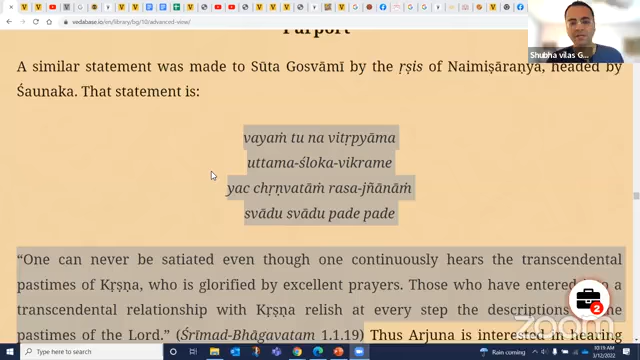 vedabase.io/en/library/bg/10/advanced-view/
Shubha vilas G...
Purport
A similar statement was made to Sūta Gosvāmī by the ṛṣis of Naimiṣāraṇya, headed by
Śaunaka. That statement is:
vayaṁ tu na vitṛpyāma
uttama-śloka-vikrame
yac chṛṇvatāṁ rasa-jñānāṁ
svādu svādu pade pade
“One can never be satiated even though one continuously hears the transcendental
pastimes of Kṛṣṇa, who is glorified by excellent prayers. Those who have entered into a
transcendental relationship with Kṛṣṇa relish at every step the descriptions of the
pastimes of the Lord.” (Śrīmad-Bhāgavatam 1.1.19) Thus Arjuna is interested in hearing
2
zoom
Type here to search
Rain coming
10:19 AM
3/12/2022